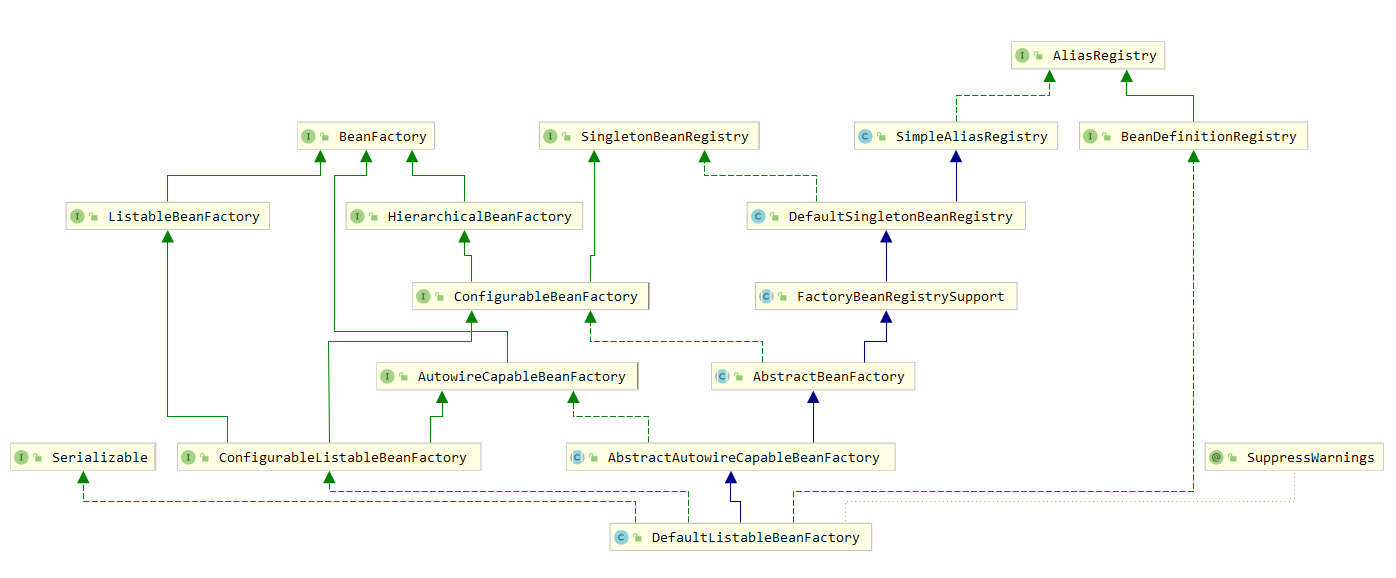 I AliasRegistry
I BeanFactory
I SingletonBeanRegistry
C SimpleAliasRegistry
I BeanDefinitionRegistry
I ListableBeanFactory
I HierarchicalBeanFactory
C DefaultSingletonBeanRegistry
I ConfigurableBeanFactory
C FactoryBeanRegistrySupport
I AutowireCapableBeanFactory
C AbstractBeanFactory
I Serializable
I ConfigurableListableBeanFactory
C AbstractAutowireCapableBeanFactory
@ SuppressWarnings
C DefaultListableBeanFactory